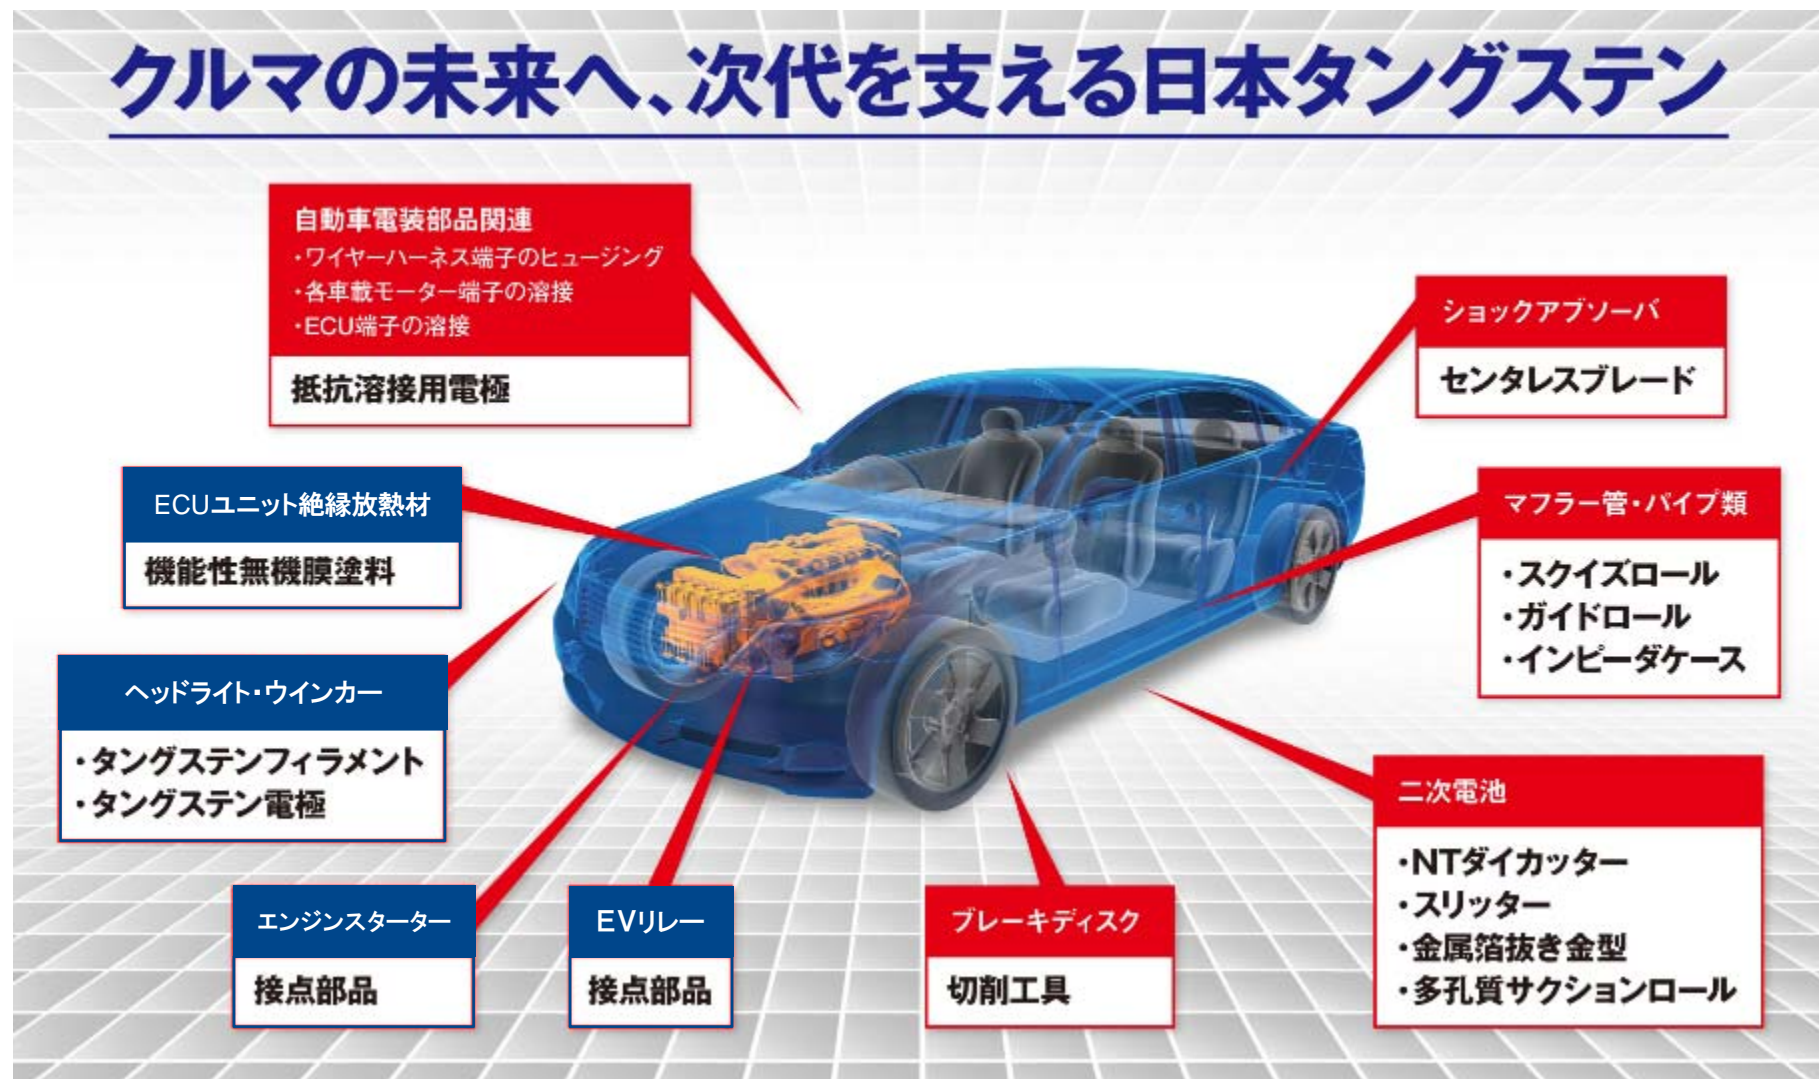 クルマの未来へ、次代を支える日本タングステン
自動車電装部品関連
・ワイヤーハーネス端子のヒュージング
・各車載モーター端子の溶接
・ECU端子の溶接
抵抗溶接用電極
ショックアブソーバ
センタレスブレード
ECUユニット絶縁放熱材
機能性無機膜塗料
マフラー管・パイプ類
・スクイズロール
・ガイドロール
・インピーダケース
ヘッドライト・ウインカー
・タングステンフィラメント
・タングステン電極
二次電池
・NTダイカッター
・スリッター
・金属箔抜き金型
・多孔質サクションロール
エンジンスターター
接点部品
EVリレー
接点部品
ブレーキディスク
切削工具